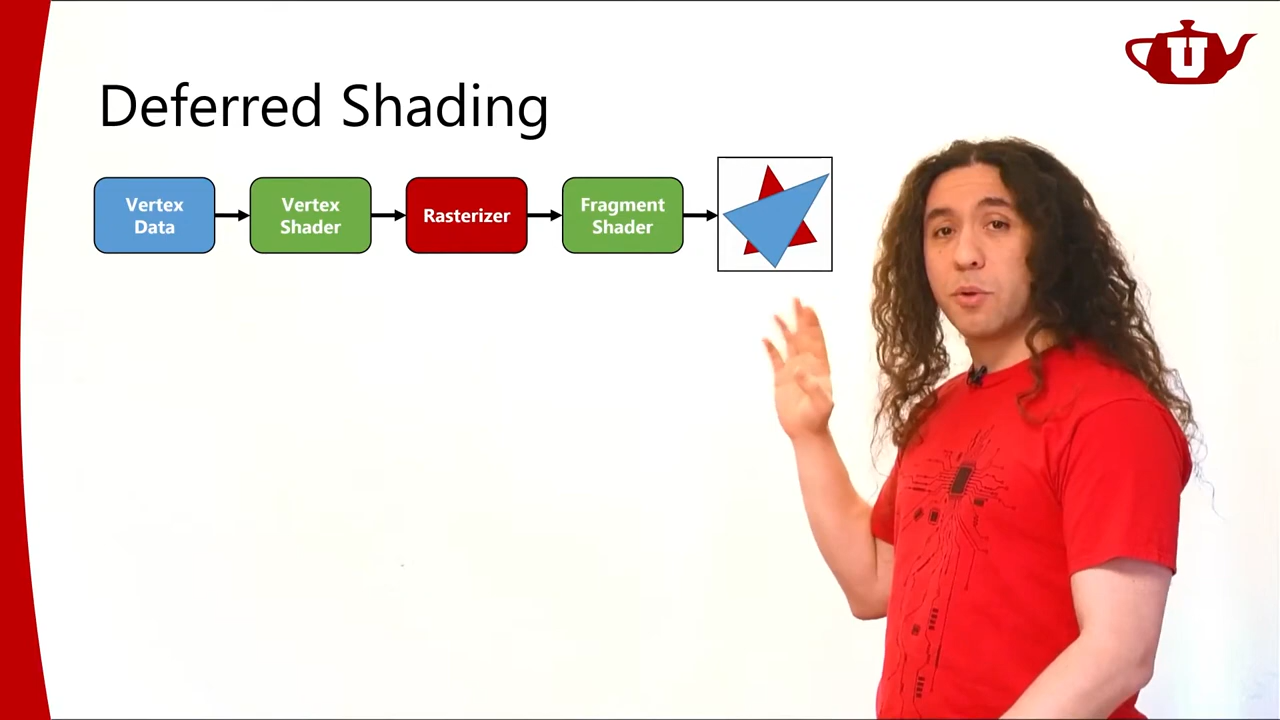 U
Deferred Shading
Vertex
Data
Vertex
Shader
Rasterizer
Fragment
Shader